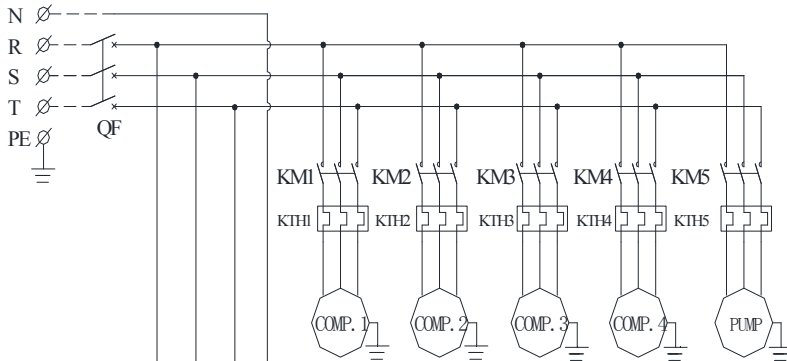 N
R
S
T
PE
QF
KM1 KM2 KM3 KM4 KM5
KTH1 KTH2 KTH3 KTH4 KTH5
COMP.1 COMP.2 COMP.3 COMP.4 PUMP